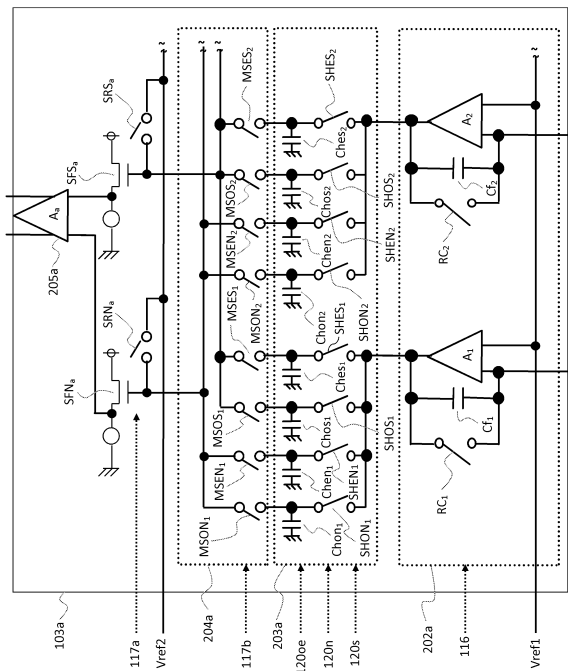 Aa
205a
SFSa
SRSa
SFNa
SRNa
MSES2
MSOS2
MSEN2
MSON2
MSES1
MSOS1
MSEN1
MSON1
Ches2
Chos2
Chen2
Chon2
Ches1
Chos1
Chen1
Chon1
SHES2
SHOS2
SHEN2
SHON2
SHES1
SHOS1
SHEN1
SHON1
A2
Cf2
RC2
A1
Cf1
RC1
103a
117a
Vref2
204a
117b
203a
120oe
120n
120s
202a
116
Vref1
~
~
~